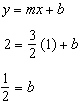 y = mx + b
2 = 3/2 (1) + b
1/2 = b